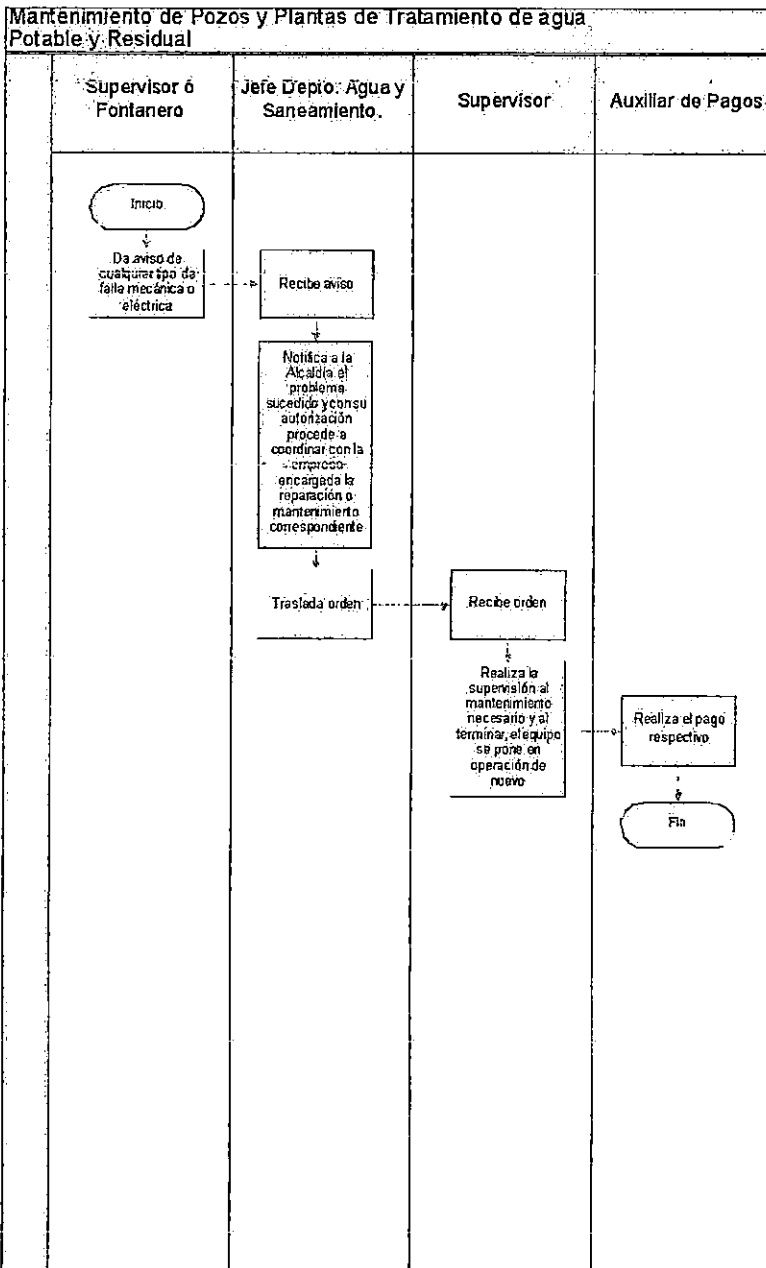 Mantenimiento de Pozos y Plantas de Tratamiento de agua
Potable y Residual
Supervisor ó
Fontanero
Jefe Depto. Agua y
Saneamiento.
Supervisor
Auxiliar de Pagos
Inicio
Da aviso de
cualquier tipo de
falla mecánica o
eléctrica
Recibe aviso
Notifica a la
Alcaldía el
problema
sucedido y con su
autorización
procede a
coordinar con la
empresa
encargada la
reparación o
mantenimiento
correspondiente
Traslada orden
Recibe orden
Realiza la
supervisión al
mantenimiento
necesario y al
terminar, el equipo
se pone en
operación de
nuevo
Realiza el pago
respectivo
Fin